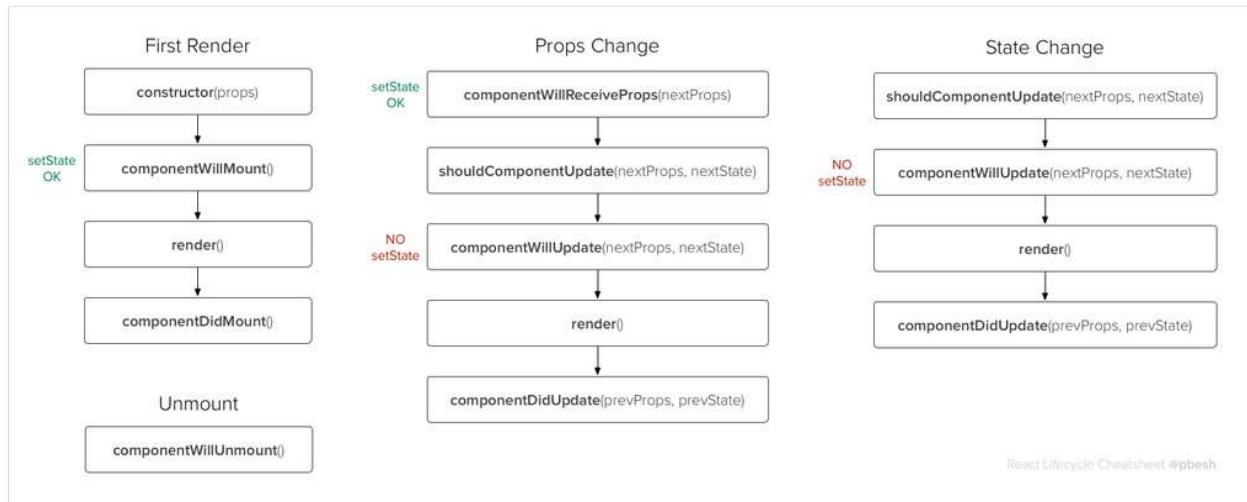 First Render
constructor(props)
setState
OK
componentWillMount()
render()
componentDidMount()
Unmount
componentWillUnmount()
Props Change
setState
OK
componentWillReceiveProps(nextProps)
shouldComponentUpdate(nextProps, nextState)
NO
setState
componentWillUpdate(nextProps, nextState)
render()
componentDidUpdate(prevProps, prevState)
State Change
shouldComponentUpdate(nextProps, nextState)
NO
setState
componentWillUpdate(nextProps, nextState)
render()
componentDidUpdate(prevProps, prevState)
React Lifecycle Cheatsheet @pbesh